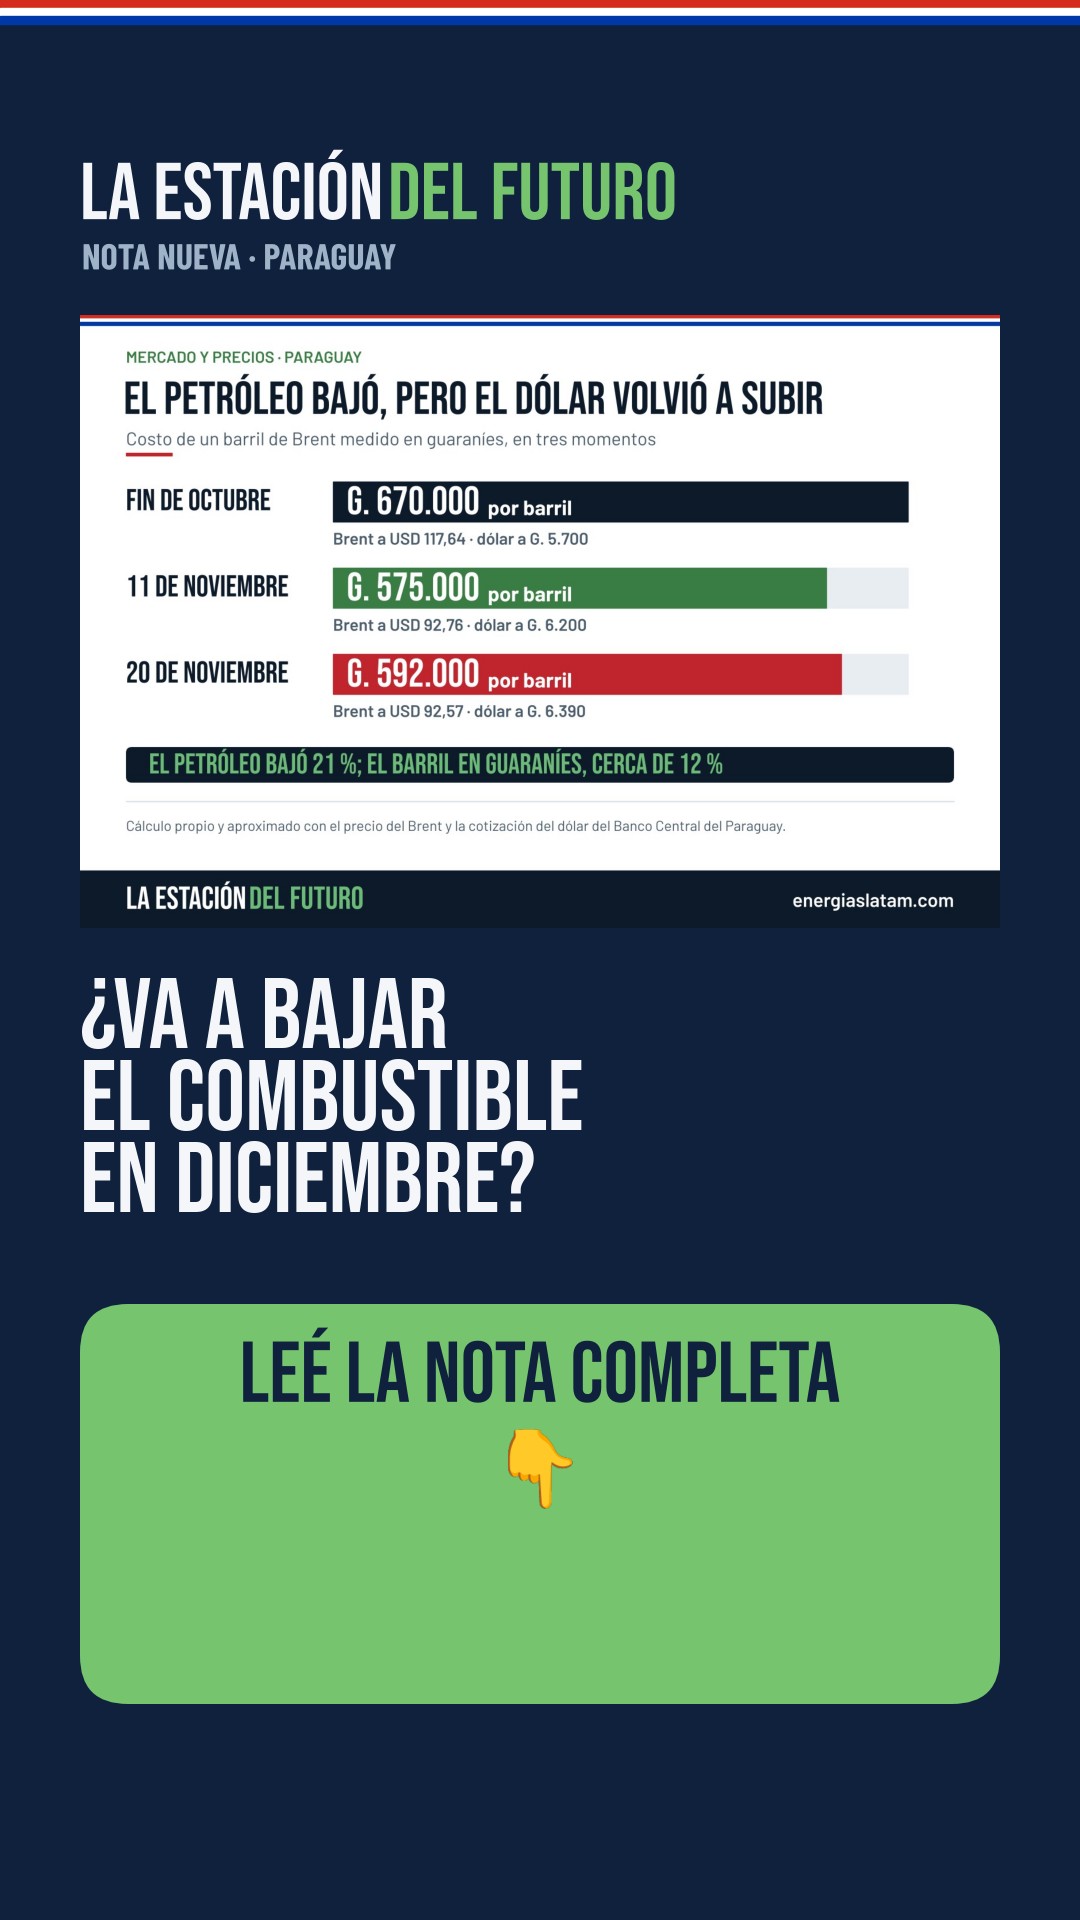 LA ESTACIÓN DEL FUTURO
NOTA NUEVA · PARAGUAY
MERCADO Y PRECIOS · PARAGUAY
EL PETRÓLEO BAJÓ, PERO EL DÓLAR VOLVIÓ A SUBIR
Costo de un barril de Brent medido en guaraníes, en tres momentos
FIN DE OCTUBRE
G. 670.000 por barril
Brent a USD 117,64 · dólar a G. 5.700
11 DE NOVIEMBRE
G. 575.000 por barril
Brent a USD 92,76 · dólar a G. 6.200
20 DE NOVIEMBRE
G. 592.000 por barril
Brent a USD 92,57 · dólar a G. 6.390
EL PETRÓLEO BAJÓ 21 %; EL BARRIL EN GUARANÍES, CERCA DE 12 %
Cálculo propio y aproximado con el precio del Brent y la cotización del dólar del Banco Central del Paraguay.
LA ESTACIÓN DEL FUTURO
energiaslatam.com
¿VA A BAJAR
EL COMBUSTIBLE
EN DICIEMBRE?
LEÉ LA NOTA COMPLETA